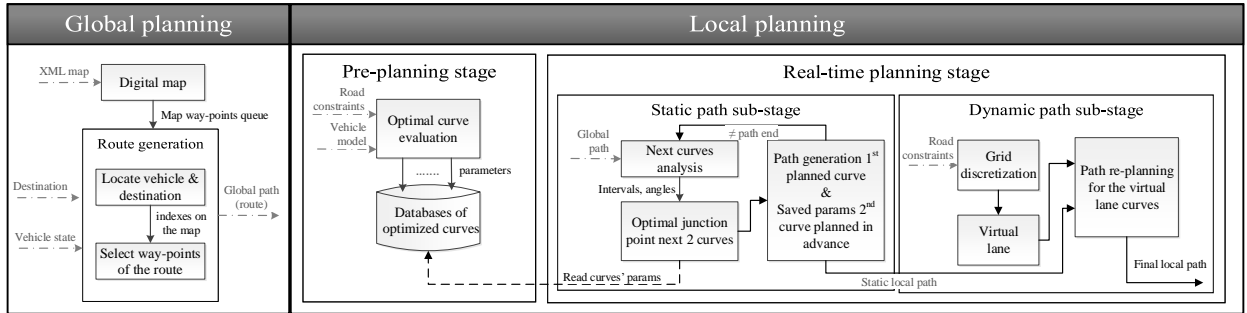 Global planning
XML map
Digital map
Map way-points queue
Route generation
Destination
Locate vehicle &
destination
indexes on
the map
Vehicle state
Select way-points
of the route
Global path
(route)
Local planning
Pre-planning stage
Road
constraints
Vehicle
model
Optimal curve
evaluation
........
parameters
Databases of
optimized curves
Real-time planning stage
Static path sub-stage
≠ path end
Global
path
Next curves
analysis
Intervals, angles
Optimal junction
point next 2 curves
Read curves' params
Path generation 1st
planned curve
&
Saved params 2nd
curve planned in
advance
Static local path
Dynamic path sub-stage
Road
constraints
Grid
discretization
Virtual
lane
Path re-planning
for the virtual
lane curves
Final local path